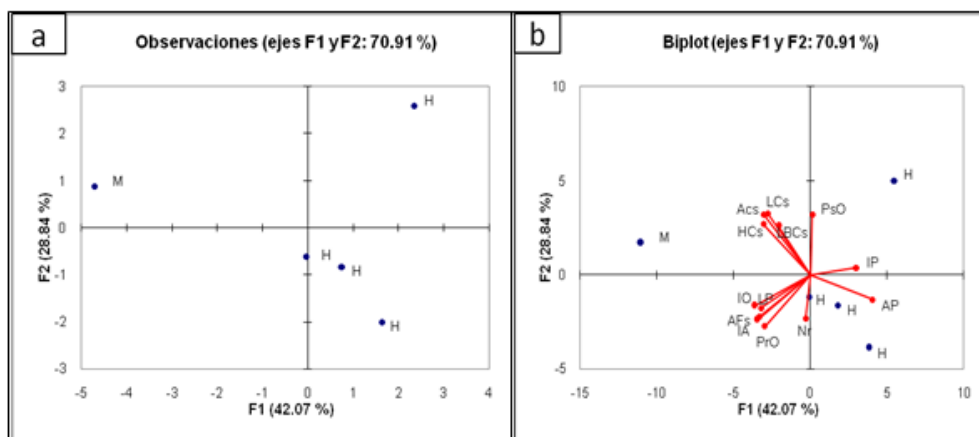 a
Observaciones (ejes F1 y F2: 70.91 %)
3
2
1
0
-1
-2
-3
-5
-4
-3
-2
-1
0
1
2
3
4
F1 (42.07 %)
F2 (28.84 %)
H
M
H
H
H
b
Biplot (ejes F1 y F2: 70.91 %)
10
5
0
-5
-15
-10
-5
0
5
10
F1 (42.07 %)
F2 (28.84 %)
H
LCs
Acs
PsO
HCs
LBCs
M
IP
IO
AP
H
H
AFs
IA
Nr
PrO
H